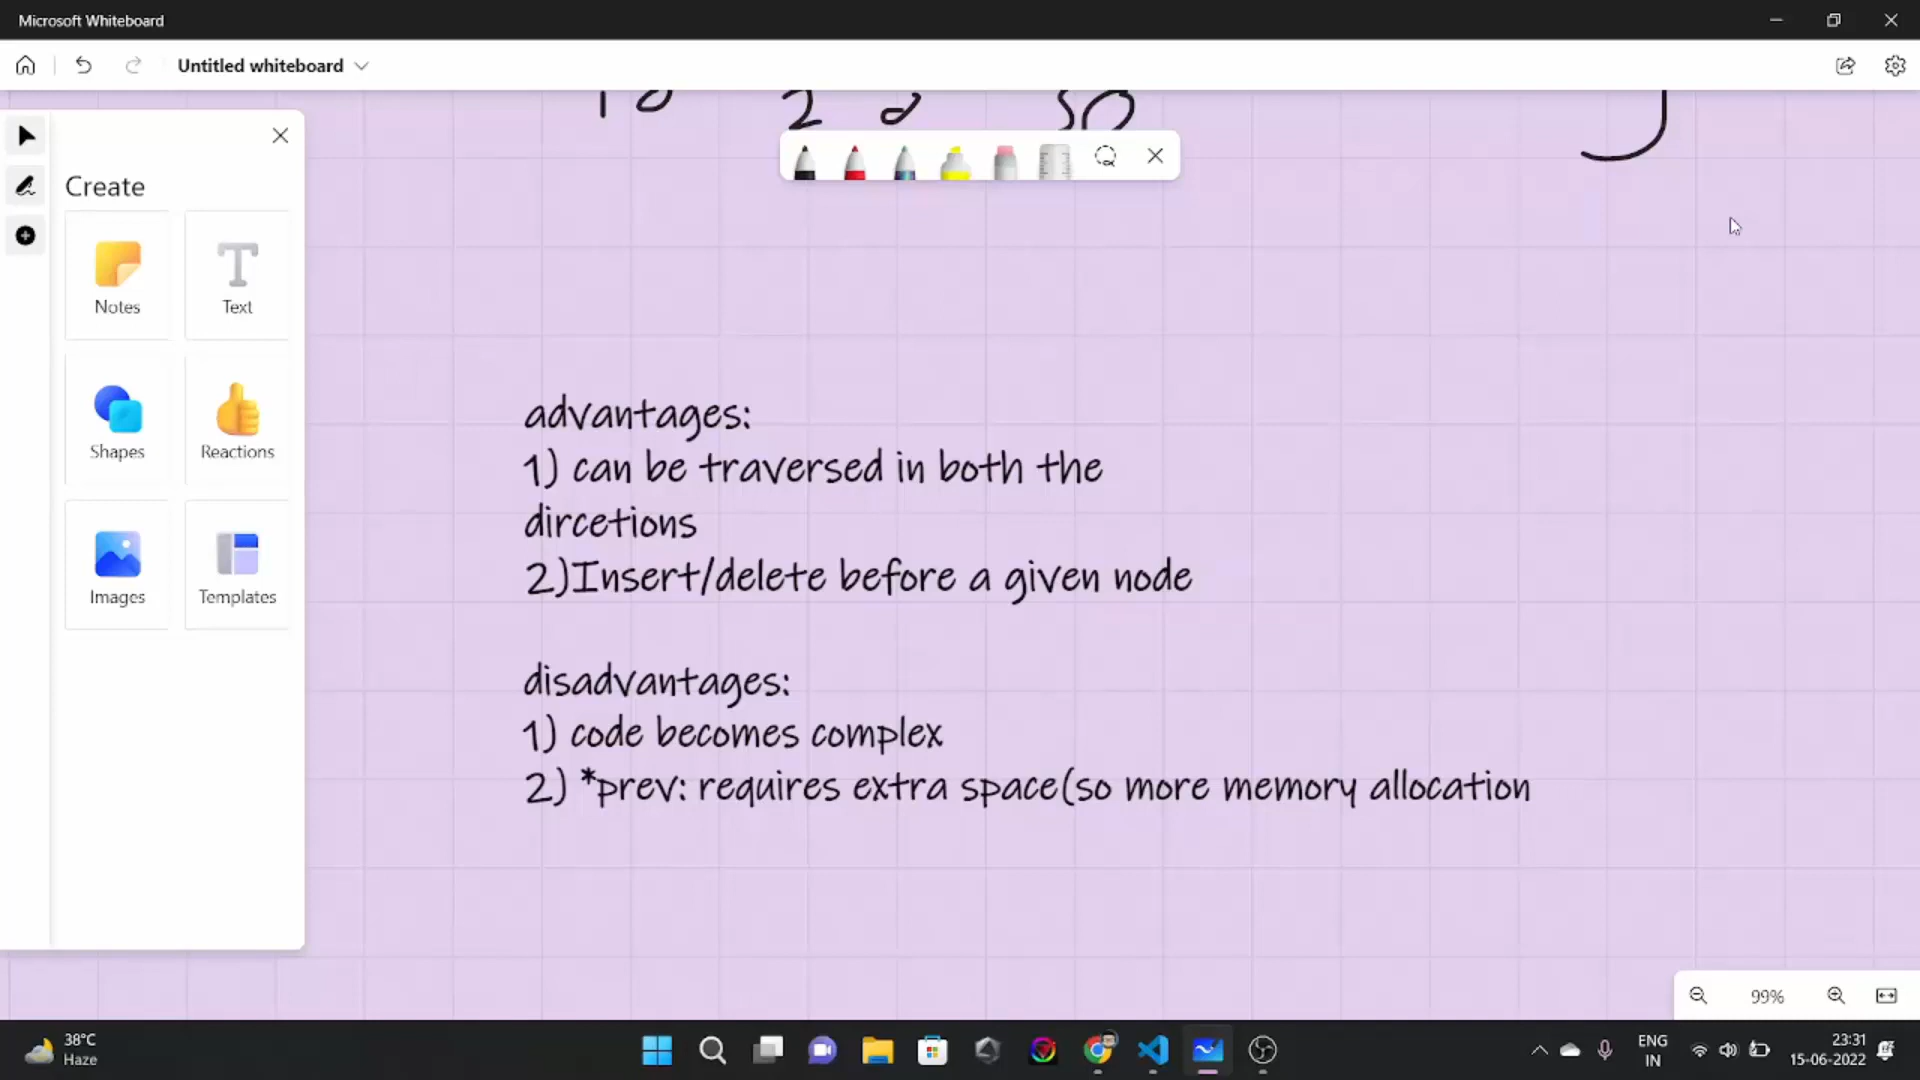 Microsoft Whiteboard
Untitled whiteboard
Create
Notes
Text
Shapes
Reactions
Images
Templates
advantages:
1) can be traversed in both the
dircetions
2)Insert/delete before a given node
disadvantages:
1) code becomes complex
2) *prev: requires extra space(so more memory allocation
99%
38°C
Haze
ENG
IN
23:31
15-06-2022